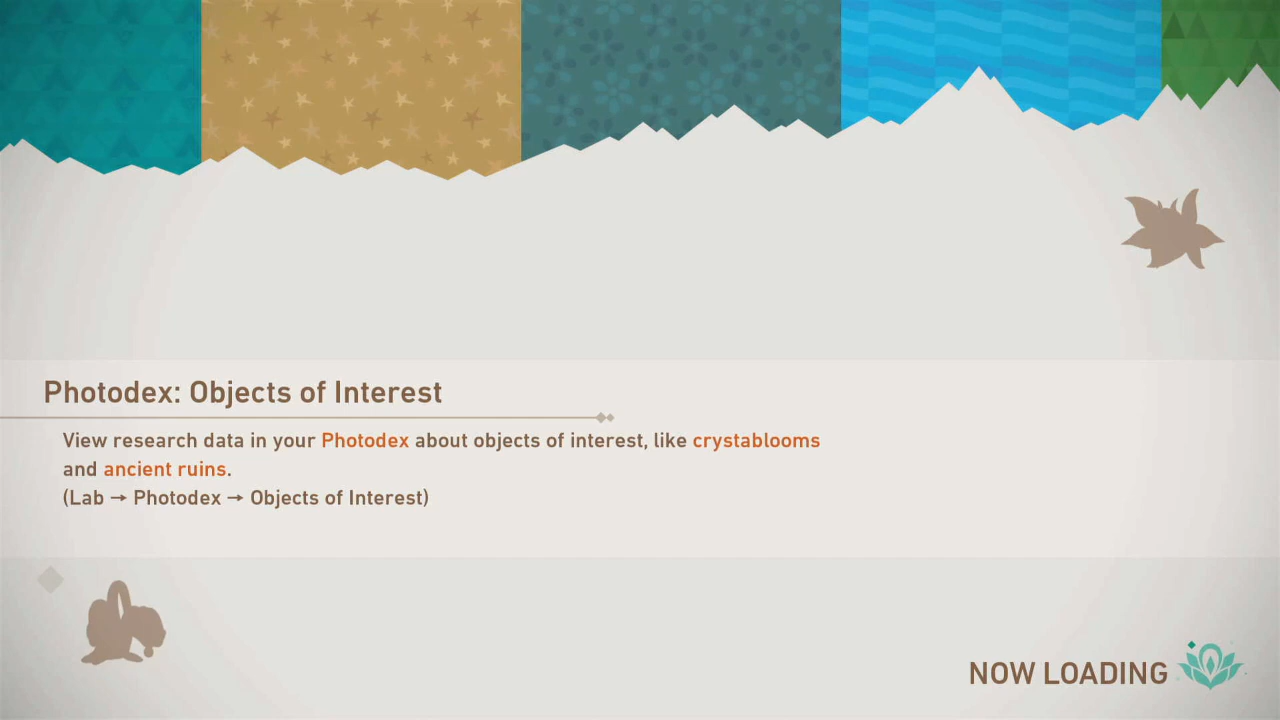 Photodex: Objects of Interest
View research data in your Photodex about objects of interest, like crystablooms
and ancient ruins.
(Lab → Photodex → Objects of Interest)
NOW LOADING